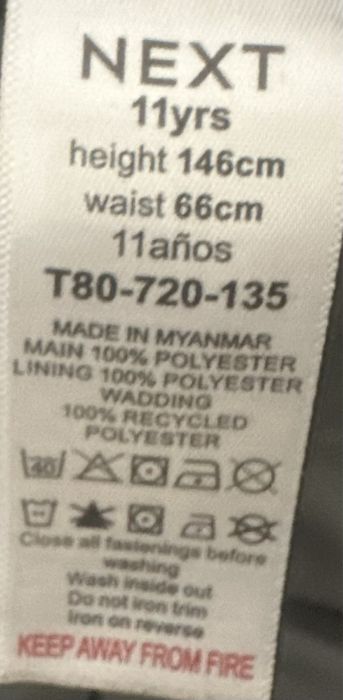 NEXT
11yrs
height 146cm
waist 66cm
11años
T80-720-135
MADE IN MYANMAR
MAIN 100% POLYESTER
LINING 100% POLYESTER
WADDING
100% RECYCLED
POLYESTER
40
Close all fastenings before
washing
Wash inside out
Do not iron trim
Iron on reverse
KEEP AWAY FROM FIRE